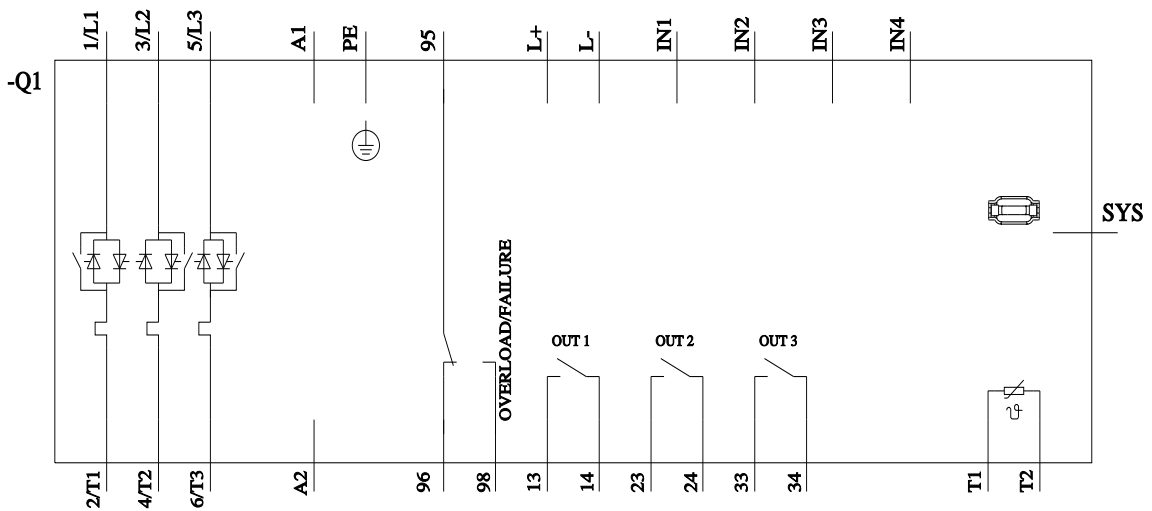 1/L1
3/L2
5/L3
A1
PE
95
L+
L-
IN1
IN2
IN3
IN4
-Q1
SYS
OVERLOAD/FAILURE
OUT 1
OUT 2
OUT 3
ϑ
2/T1
4/T2
6/T3
A2
96
98
13
14
23
24
33
34
T1
T2